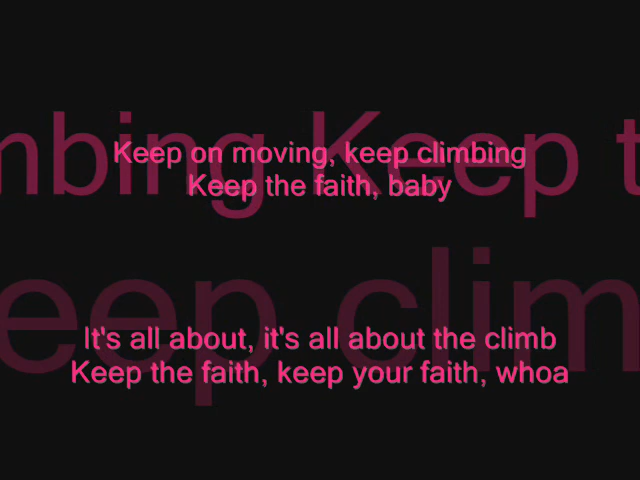 mbing Keep t
Keep on moving, keep climbing
Keep the faith, baby
eep clim
It's all about, it's all about the climb
Keep the faith, keep your faith, whoa